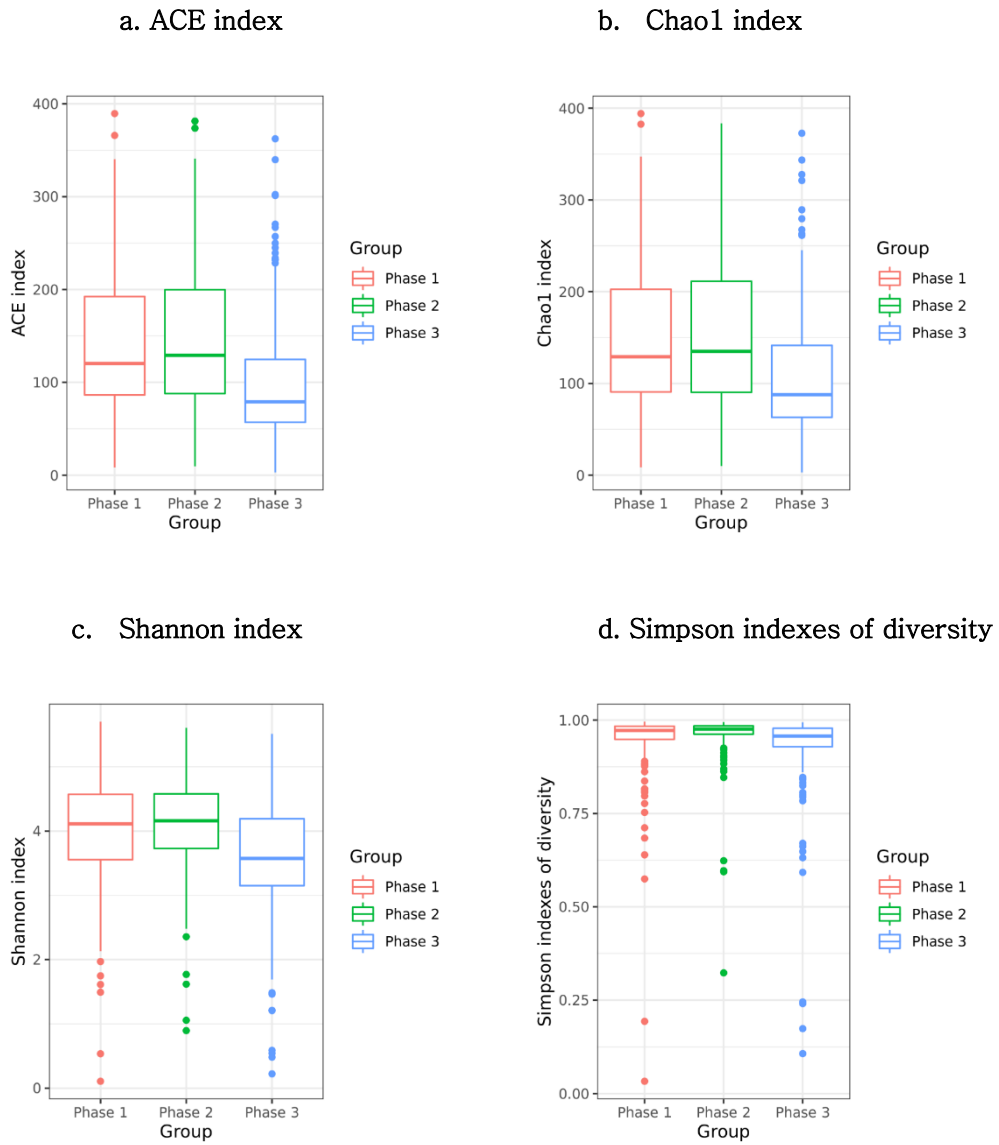 a. ACE index
b. Chao1 index
400
300
200
100
0
ACE index
Phase 1 Phase 2 Phase 3
Group
Group
Phase 1
Phase 2
Phase 3
400
300
200
100
0
Chao1 index
Phase 1 Phase 2 Phase 3
Group
Group
Phase 1
Phase 2
Phase 3
c. Shannon index
d. Simpson indexes of diversity
4
2
0
Shannon index
Phase 1 Phase 2 Phase 3
Group
Group
Phase 1
Phase 2
Phase 3
1.00
0.75
0.50
0.25
0.00
Simpson indexes of diversity
Phase 1 Phase 2 Phase 3
Group
Group
Phase 1
Phase 2
Phase 3